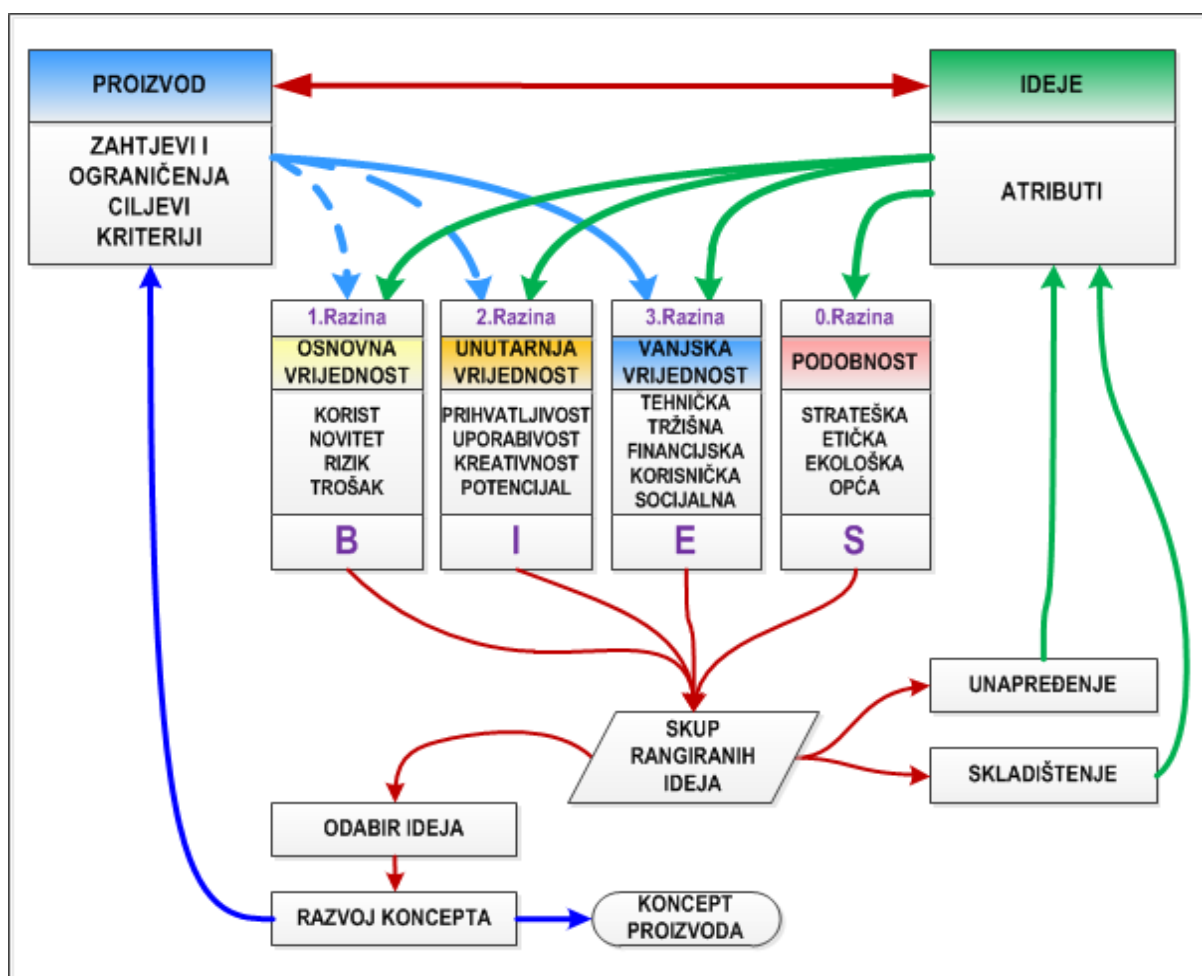 PROIZVOD
ZAHTJEVI I
OGRANIČENJA
CILJEVI
KRITERIJI
IDEJE
ATRIBUTI
1.Razina
OSNOVNA
VRIJEDNOST
KORIST
NOVITET
RIZIK
TROŠAK
B
2.Razina
UNUTARNJA
VRIJEDNOST
PRIHVATLJIVOST
UPORABIVOST
KREATIVNOST
POTENCIJAL
I
3.Razina
VANJSKA
VRIJEDNOST
TEHNIČKA
TRŽIŠNA
FINANCIJSKA
KORISNIČKA
SOCIJALNA
E
0.Razina
PODOBNOST
STRATEŠKA
ETIČKA
EKOLOŠKA
OPĆA
S
SKUP
RANGIRANIH
IDEJA
UNAPREĐENJE
SKLADIŠTENJE
ODABIR IDEJA
RAZVOJ KONCEPTA
KONCEPT
PROIZVODA